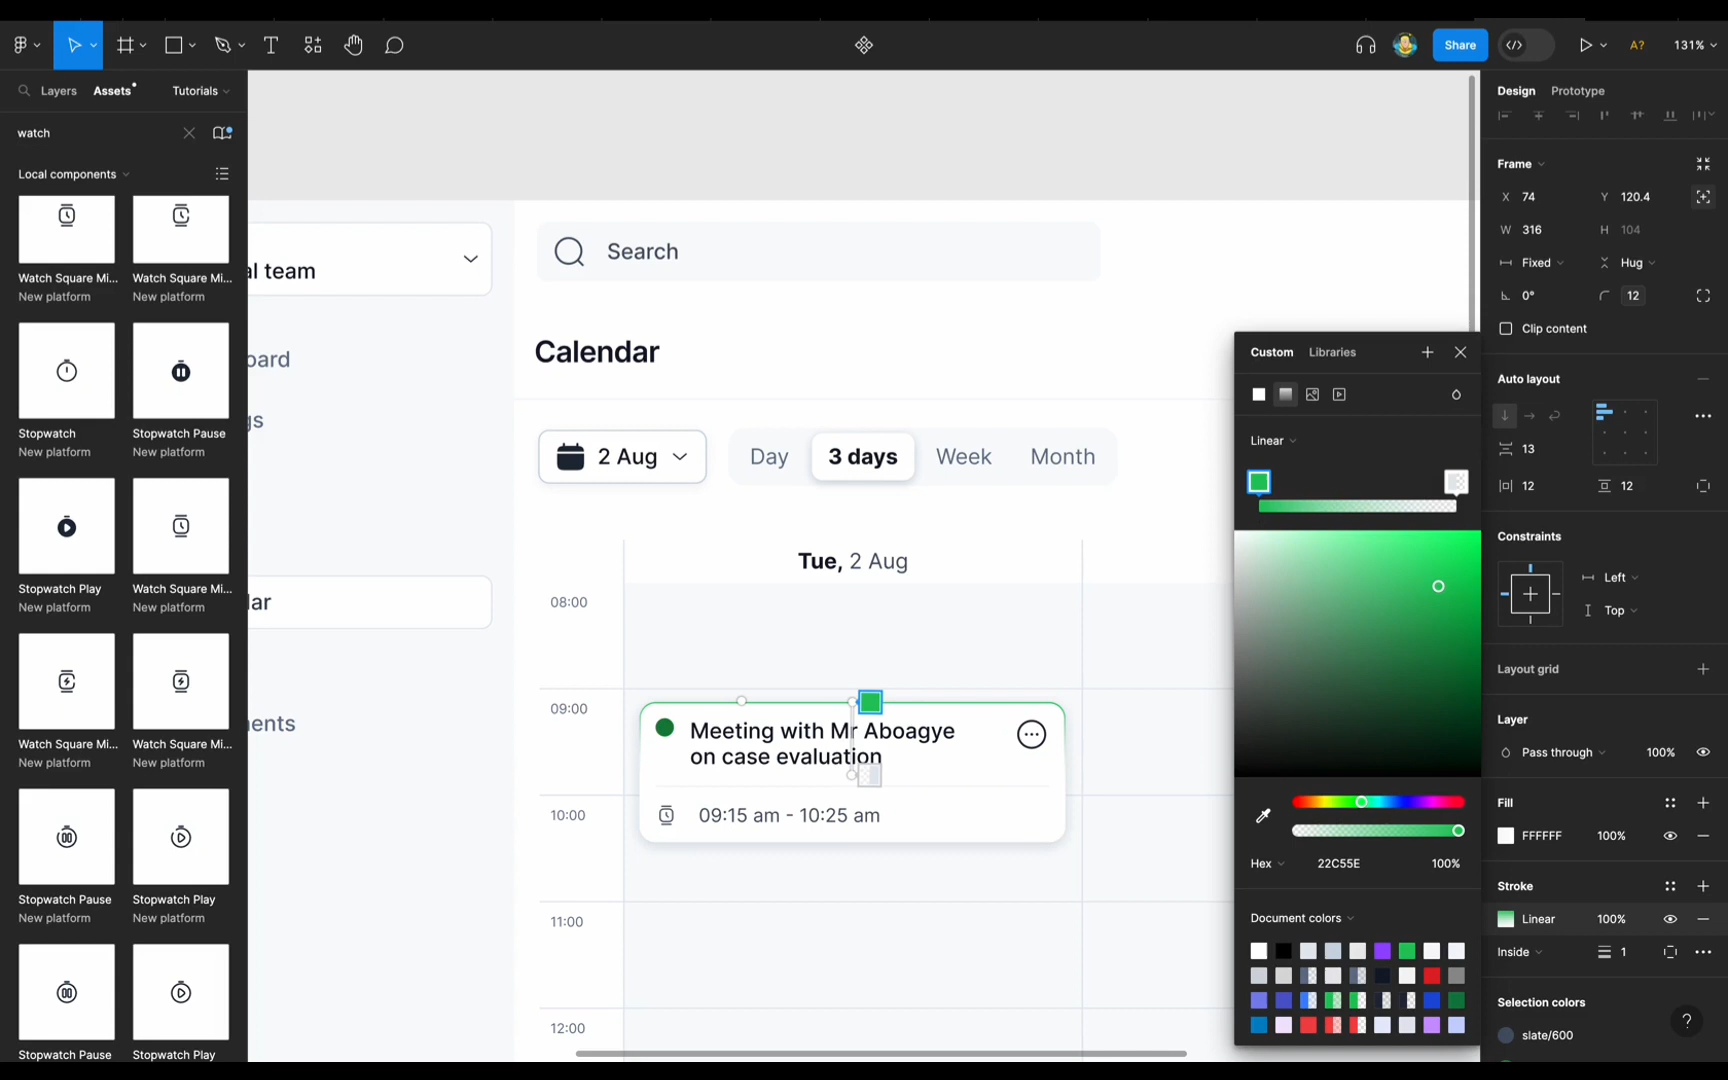 Share
A?
131%
Layers
Assets
Tutorials
watch
Local components
Watch Square Mi...
New platform
Watch Square Mi...
New platform
Stopwatch
New platform
Stopwatch Pause
New platform
Stopwatch Play
New platform
Watch Square Mi...
New platform
Watch Square Mi...
New platform
Watch Square Mi...
New platform
Stopwatch Pause
New platform
Stopwatch Play
New platform
Stopwatch Pause
Stopwatch Play
al team
oard
gs
lar
nents
Search
Calendar
2 Aug
Day
3 days
Week
Month
Tue, 2 Aug
08:00
09:00
10:00
11:00
12:00
Meeting with Mr Aboagye
on case evaluation
09:15 am - 10:25 am
Custom
Libraries
Linear
Hex
22C55E
100%
Document colors
Design
Prototype
Frame
X 74
Y 120.4
W 316
H 104
Fixed
Hug
0°
12
Clip content
Auto layout
13
12
12
Constraints
Left
Top
Layout grid
Layer
Pass through
100%
Fill
FFFFFF
100%
Stroke
Linear
100%
Inside
1
Selection colors
slate/600
?